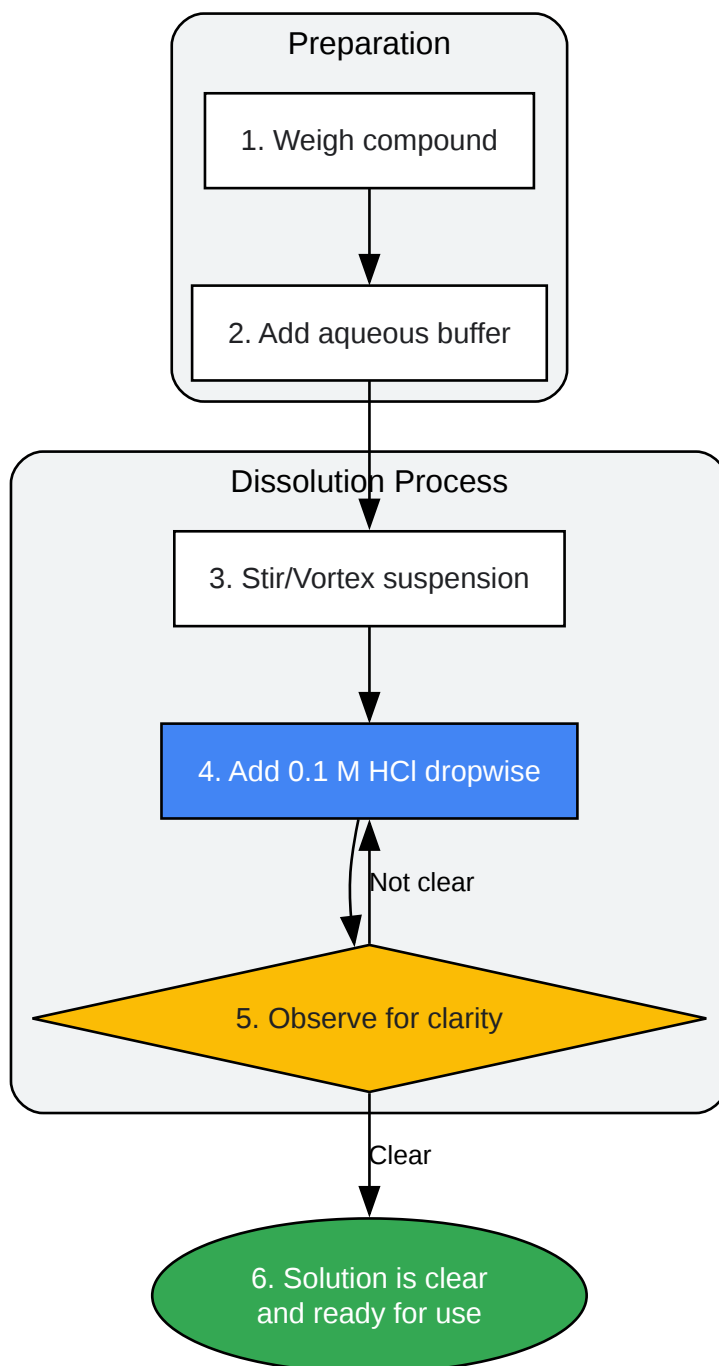 Preparation
1. Weigh compound
2. Add aqueous buffer
Dissolution Process
3. Stir/Vortex suspension
4. Add 0.1 M HCl dropwise
Not clear
5. Observe for clarity
Clear
6. Solution is clear
and ready for use